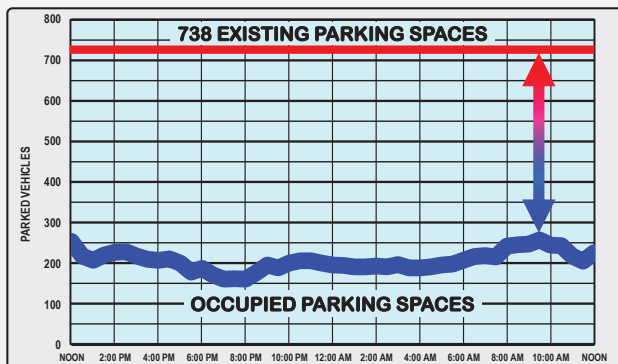 738 EXISTING PARKING SPACES
800
700
600
500
400
300
200
100
0
PARKED VEHICLES
OCCUPIED PARKING SPACES
NOON 2:00 PM 4:00 PM 6:00 PM 8:00 PM 10:00 PM 12:00 AM 2:00 AM 4:00 AM 6:00 AM 8:00 AM 10:00 AM NOON